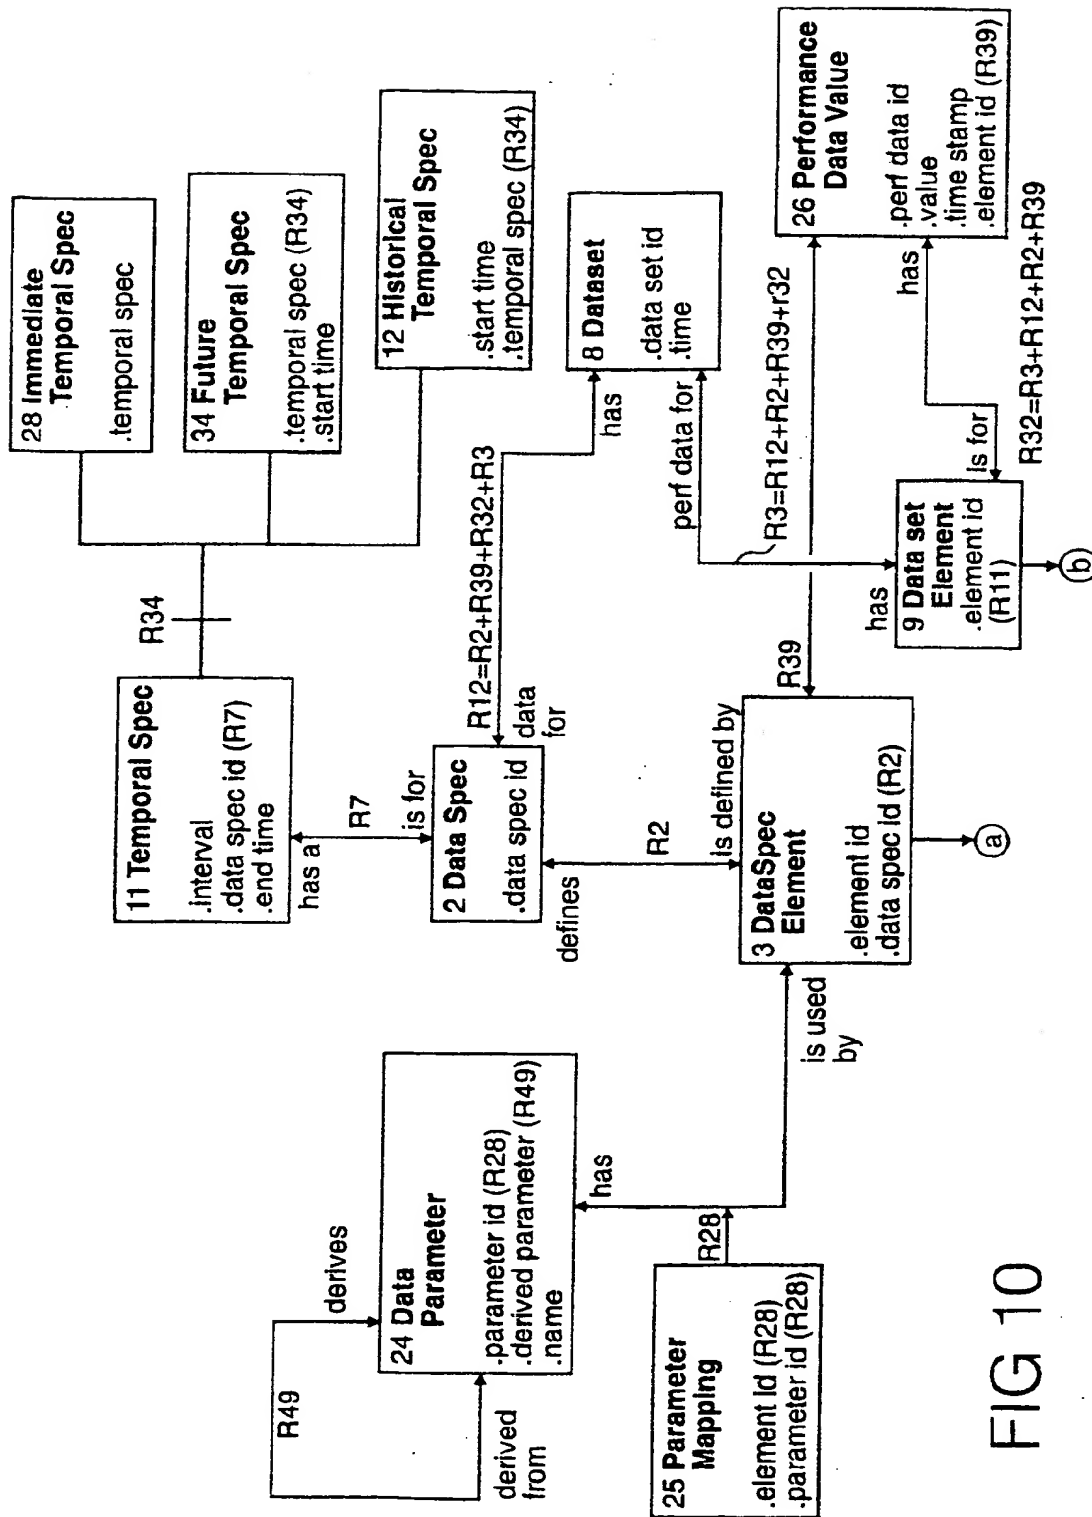 R49
derives
derived
from
24 Data
Parameter
.parameter id (R28)
.derived parameter (R49)
.name
has
25 Parameter
Mapping
.element id (R28)
.parameter id (R28)
R28
is used
by
11 Temporal Spec
.interval
.data spec id (R7)
.end time
R34
has a
R7
is for
2 Data Spec
.data spec id
defines
R2
is defined by
3 DataSpec
Element
.element id
.data spec id (R2)
a
28 Immediate
Temporal Spec
.temporal spec
34 Future
Temporal Spec
.temporal spec (R34)
.start time
12 Historical
Temporal Spec
.start time
.temporal spec (R34)
R12=R2+R39+R32+R3
data
for
has
8 Dataset
.data set id
.time
perf data for
R3=R12+R2+R39+r32
R39
has
9 Data set
Element
.element id
(R11)
b
is for
has
26 Performance
Data Value
.perf data id
.value
.time stamp
.element id (R39)
R32=R3+R12+R2+R39
FIG 10